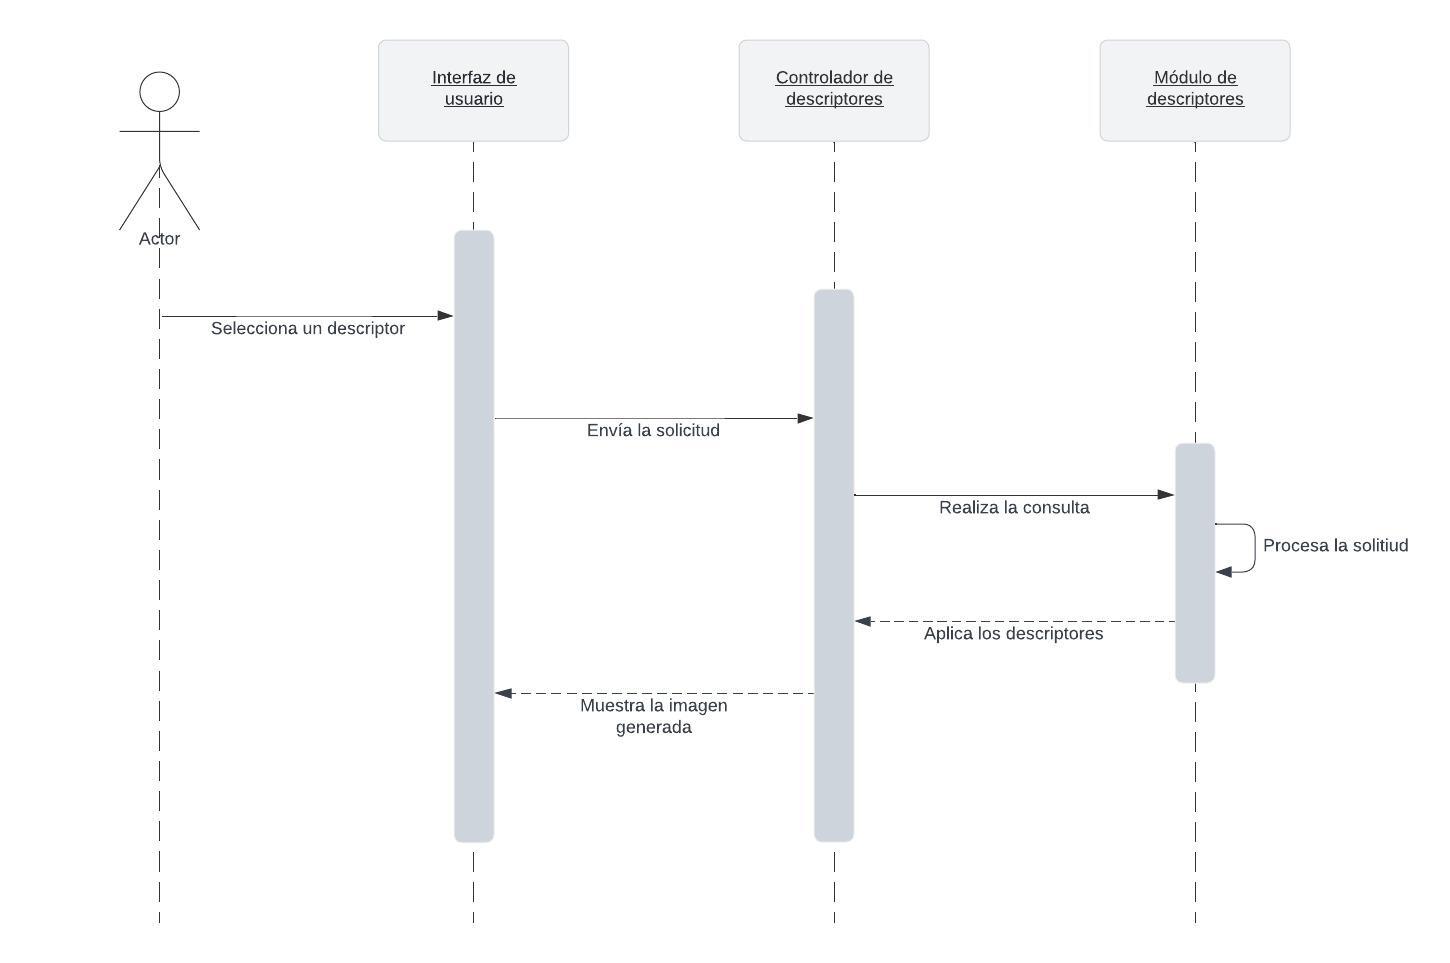 Interfaz de
usuario
Controlador de
descriptores
Módulo de
descriptores
Actor
Selecciona un descriptor
Envía la solicitud
Realiza la consulta
Procesa la solitiud
Aplica los descriptores
Muestra la imagen
generada